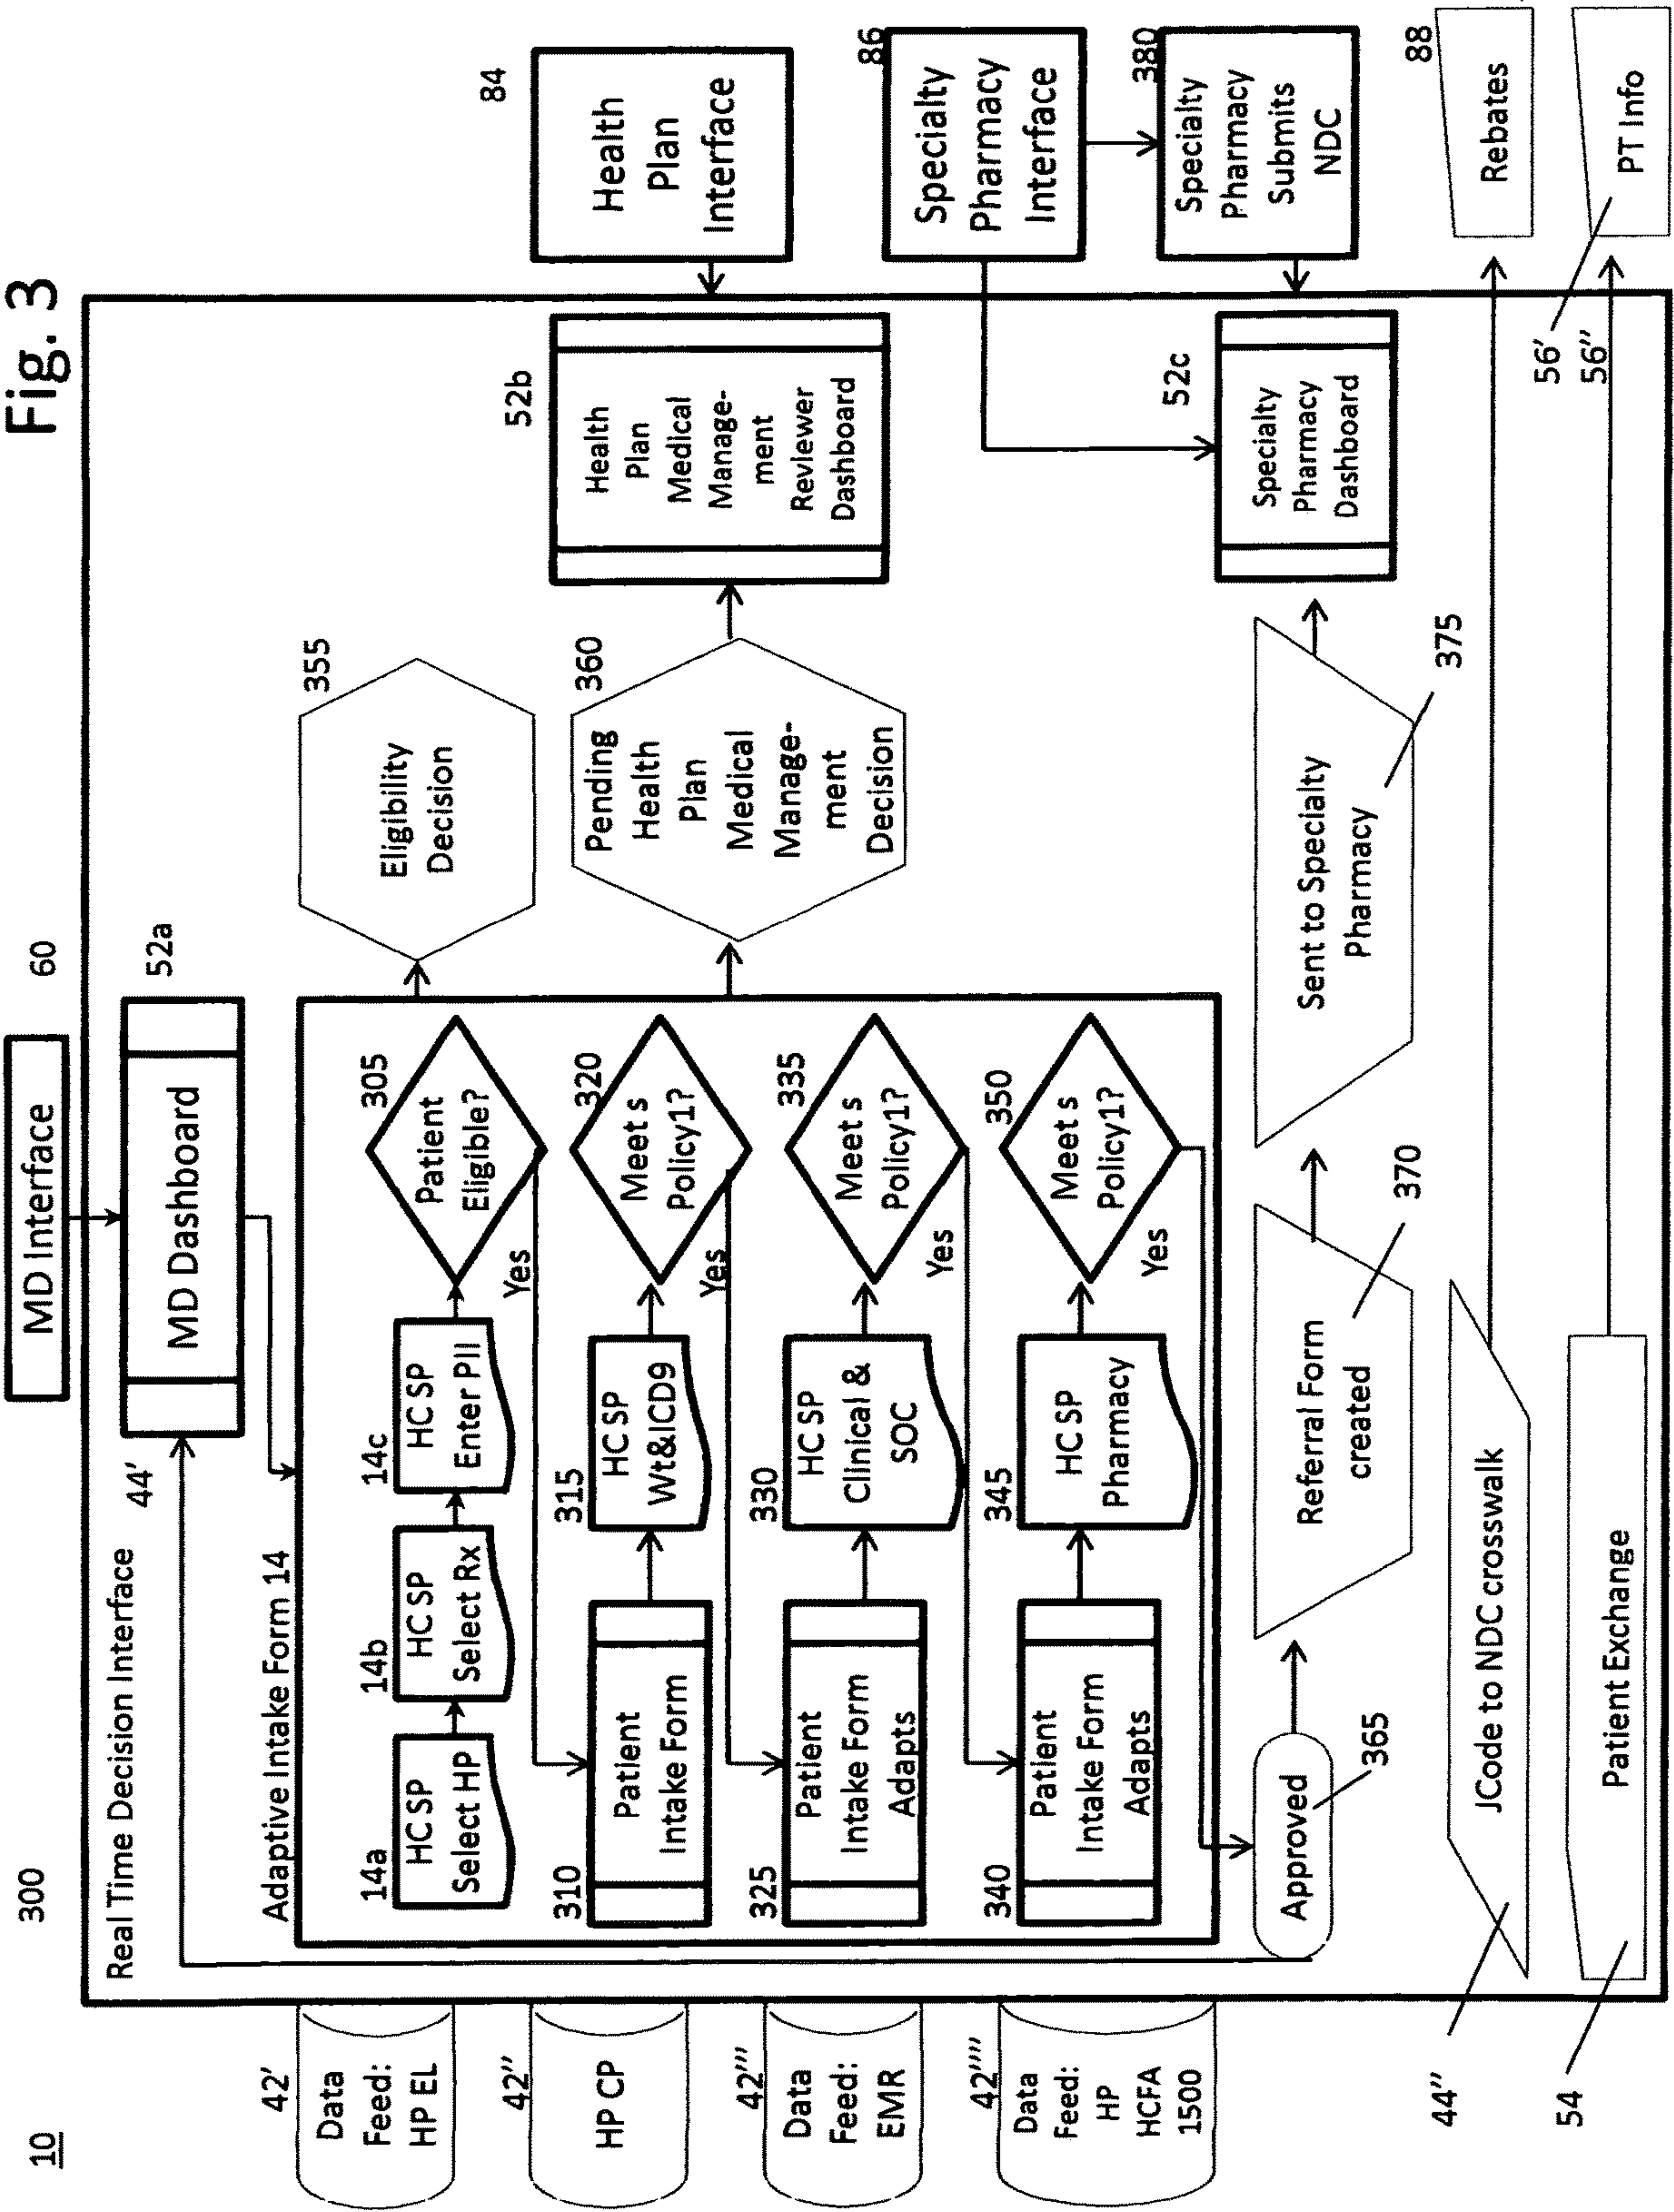 Fig. 3
10
300
MD Interface
60
Real Time Decision Interface
44'
MD Dashboard
52a
42'
Data
Feed:
HP EL
42''
HP CP
42'''
Data
Feed:
EMR
42''''
Data
Feed:
HP
HCFA
1500
Adaptive Intake Form 14
14a
HC SP
Select HP
14b
HC SP
Select Rx
14c
HC SP
Enter PII
305
Patient
Eligible?
Yes
310
Patient
Intake Form
315
HC SP
Wt&ICD9
320
Meet s
Policy1?
Yes
325
Patient
Intake Form
Adapts
330
HC SP
Clinical &
SOC
335
Meet s
Policy1?
Yes
340
Patient
Intake Form
Adapts
345
HC SP
Pharmacy
350
Meet s
Policy1?
Yes
355
Eligibility
Decision
360
Pending
Health
Plan
Medical
Manage-
ment
Decision
52b
Health
Plan
Medical
Manage-
ment
Reviewer
Dashboard
84
Health
Plan
Interface
86
Specialty
Pharmacy
Interface
380
Specialty
Pharmacy
Submits
NDC
52c
Specialty
Pharmacy
Dashboard
Approved
365
Referral Form
created
370
Sent to Specialty
Pharmacy
375
44''
JCode to NDC crosswalk
88
Rebates
54
Patient Exchange
56'
56''
PT Info